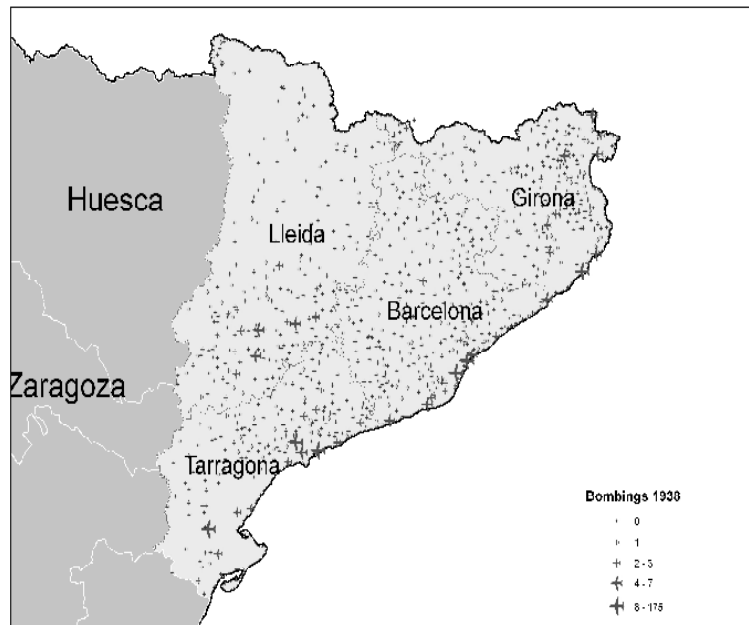 Huesca
Lleida
Girona
Barcelona
Zaragoza
Tarragona
Bombings 1938
0
1
2 - 3
4 - 7
8 - 175